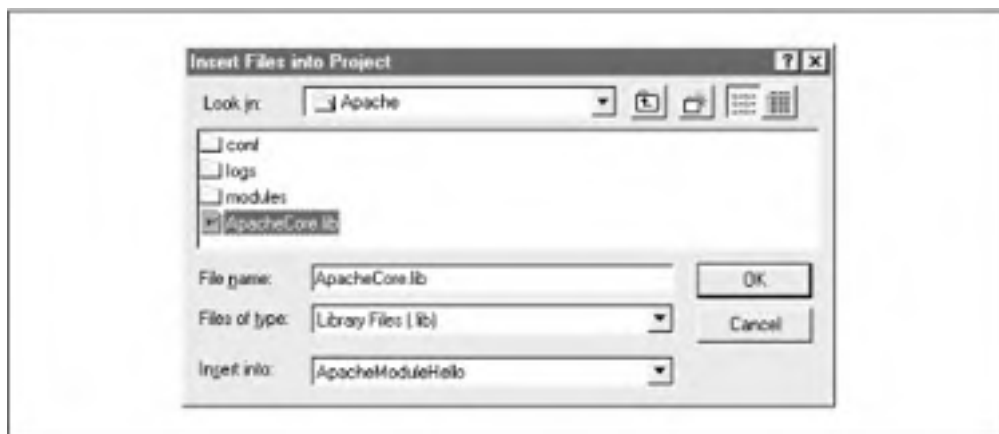 Insert Files into Project
Look in: Apache
conf
logs
modules
ApacheCore.lib
File name: ApacheCore.lib OK
Files of type: Library Files (.lib) Cancel
Insert into: ApacheModuleHello